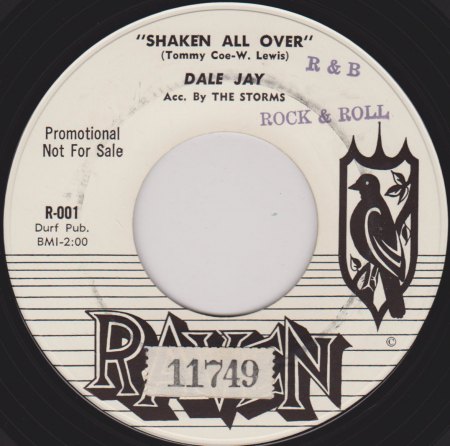 "SHAKEN ALL OVER"
(Tommy Coe-W. Lewis)
R & B
DALE JAY
Acc. By THE STORMS
ROCK & ROLL
Promotional
Not For Sale
R-001
Durf Pub.
BMI-2:00
©
RAVEN
11749